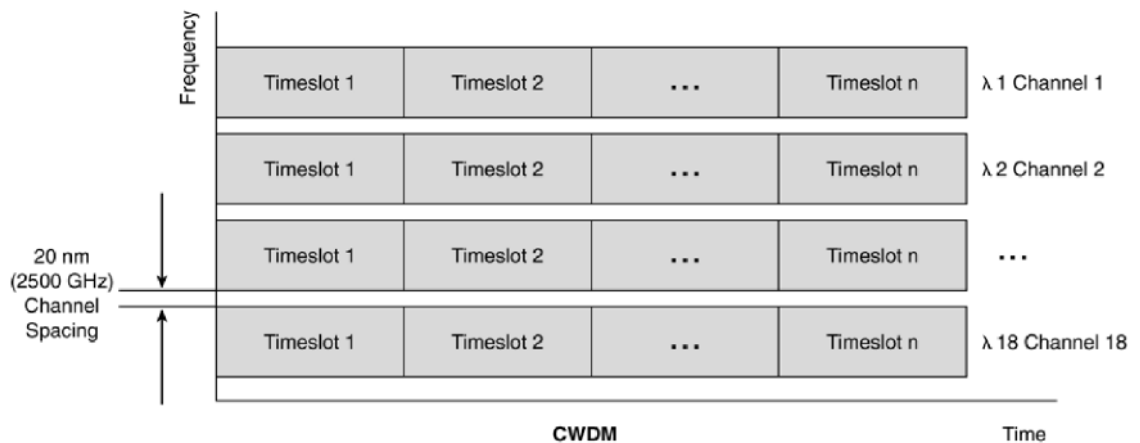 Frequency
Timeslot 1 Timeslot 2 ... Timeslot n λ 1 Channel 1
Timeslot 1 Timeslot 2 ... Timeslot n λ 2 Channel 2
Timeslot 1 Timeslot 2 ... Timeslot n ...
20 nm
(2500 GHz)
Channel
Spacing
Timeslot 1 Timeslot 2 ... Timeslot n λ 18 Channel 18
CWDM Time